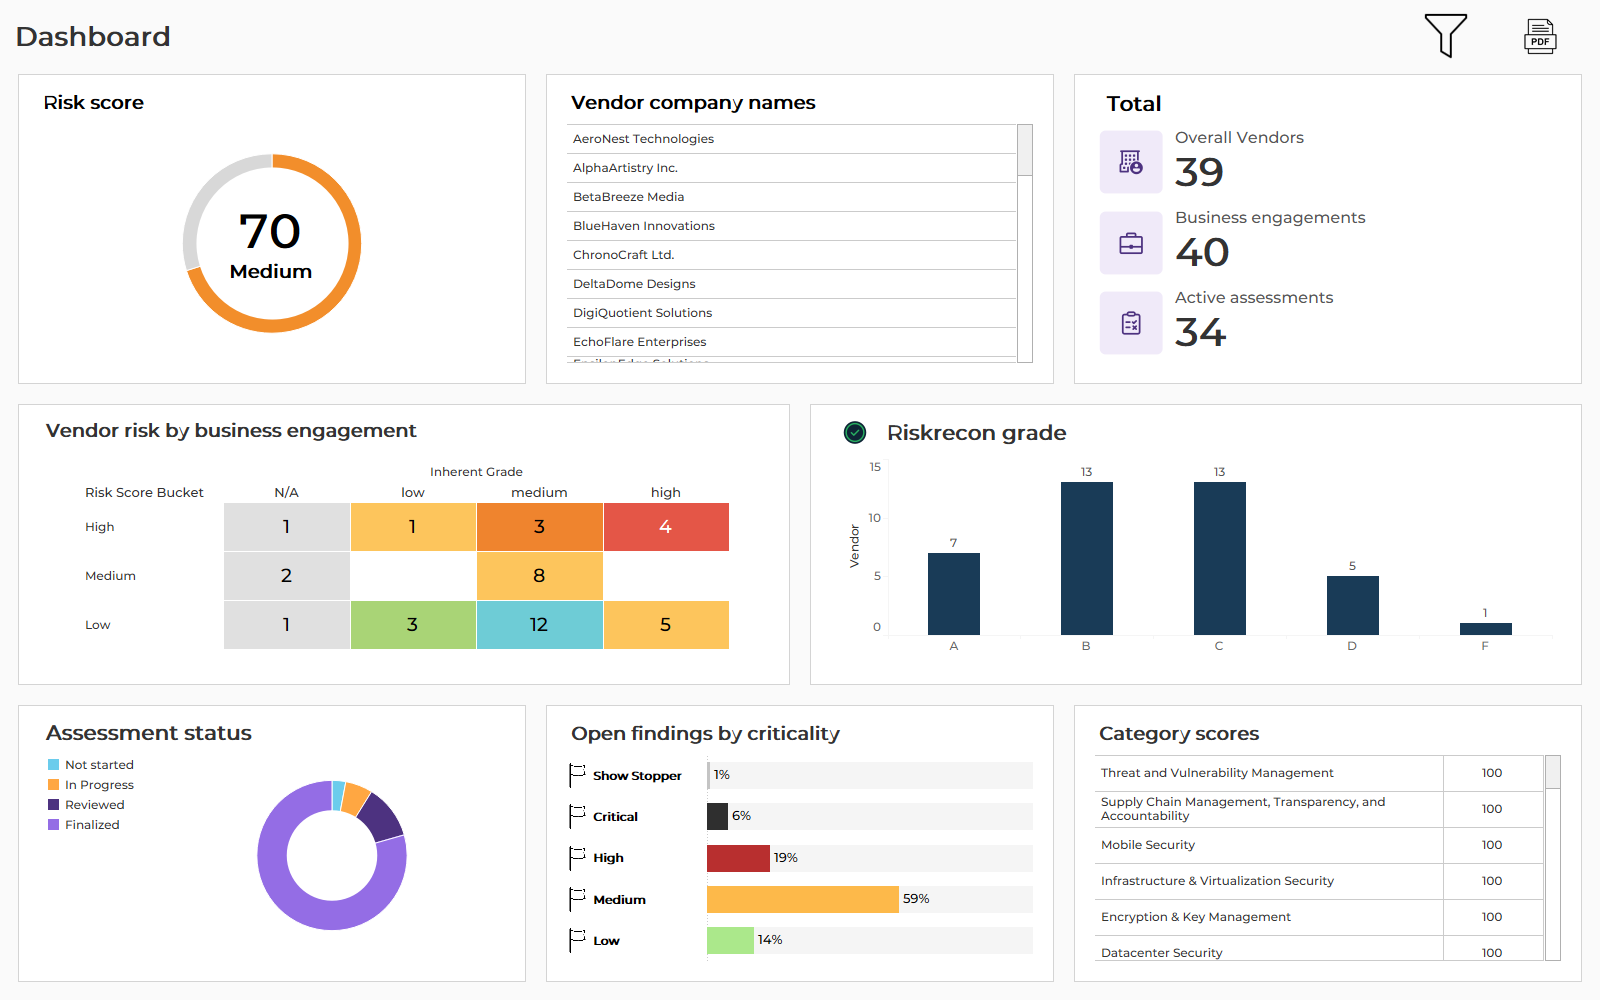 Dashboard
PDF
Risk score
70
Medium
Vendor company names
AeroNest Technologies
AlphaArtistry Inc.
BetaBreeze Media
BlueHaven Innovations
ChronoCraft Ltd.
DeltaDome Designs
DigiQuotient Solutions
EchoFlare Enterprises
Total
Overall Vendors
39
Business engagements
40
Active assessments
34
Vendor risk by business engagement
Inherent Grade
Risk Score Bucket N/A low medium high
High 1 1 3 4
Medium 2 8
Low 1 3 12 5
Riskrecon grade
Vendor
15
10
5
0
7 13 13 5 1
A B C D F
Assessment status
Not started
In Progress
Reviewed
Finalized
Open findings by criticality
Show Stopper 1%
Critical 6%
High 19%
Medium 59%
Low 14%
Category scores
Threat and Vulnerability Management 100
Supply Chain Management, Transparency, and
Accountability 100
Mobile Security 100
Infrastructure & Virtualization Security 100
Encryption & Key Management 100
Datacenter Security 100